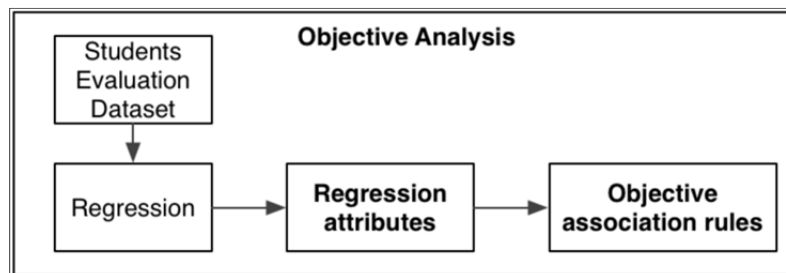 Objective Analysis
Students
Evaluation
Dataset
Regression
Regression
attributes
Objective
association rules